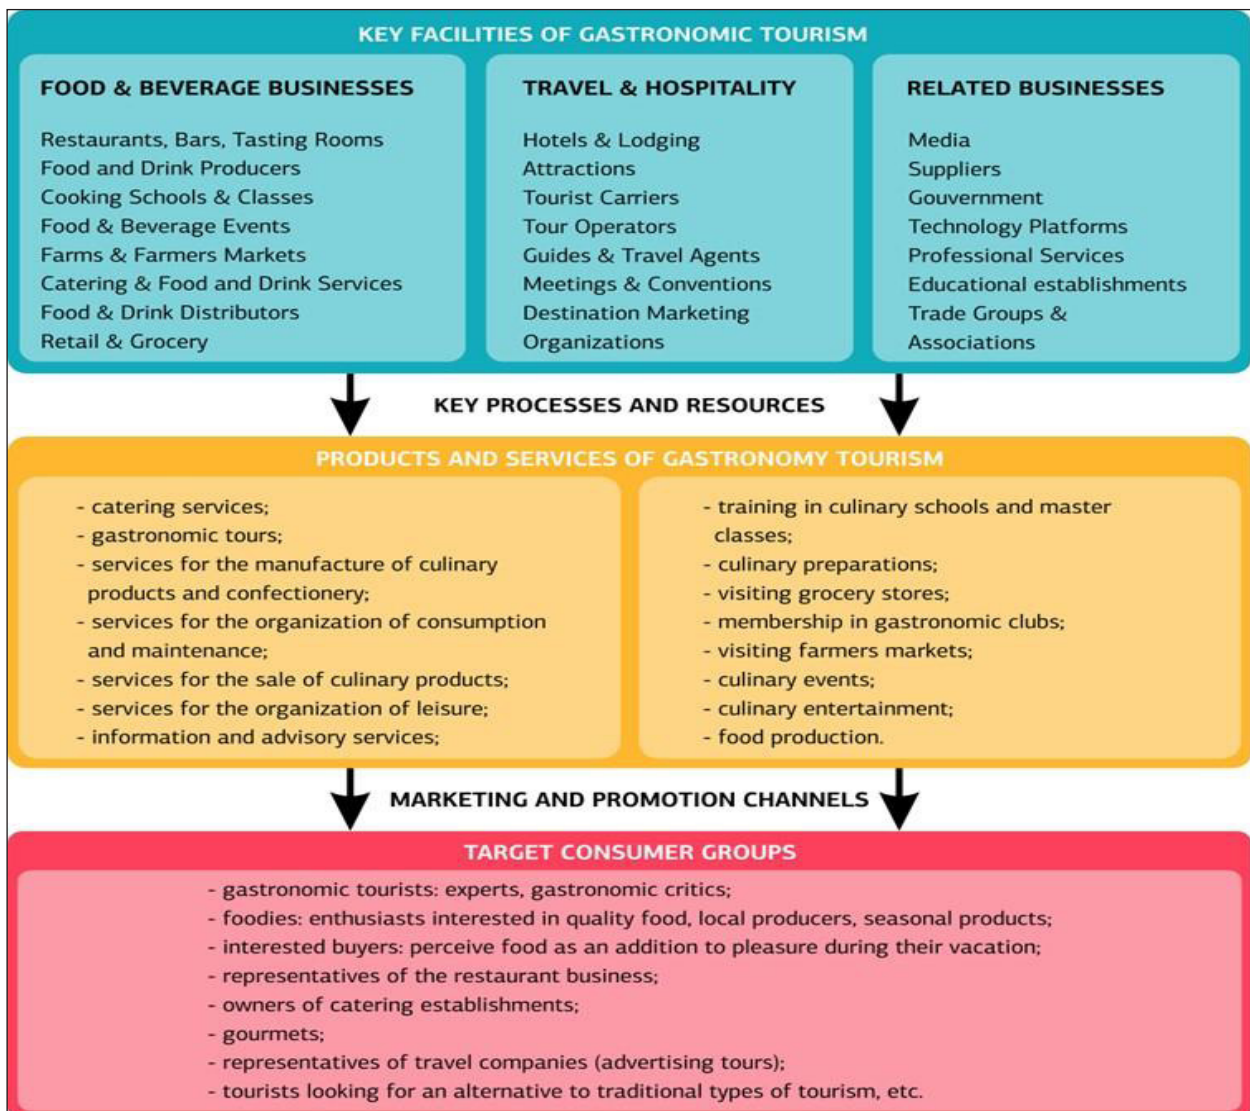 KEY FACILITIES OF GASTRONOMIC TOURISM
FOOD & BEVERAGE BUSINESSES
Restaurants, Bars, Tasting Rooms
Food and Drink Producers
Cooking Schools & Classes
Food & Beverage Events
Farms & Farmers Markets
Catering & Food and Drink Services
Food & Drink Distributors
Retail & Grocery
TRAVEL & HOSPITALITY
Hotels & Lodging
Attractions
Tourist Carriers
Tour Operators
Guides & Travel Agents
Meetings & Conventions
Destination Marketing
Organizations
RELATED BUSINESSES
Media
Suppliers
Gouvernment
Technology Platforms
Professional Services
Educational establishments
Trade Groups &
Associations
KEY PROCESSES AND RESOURCES
PRODUCTS AND SERVICES OF GASTRONOMY TOURISM
- catering services;
- gastronomic tours;
- services for the manufacture of culinary
products and confectionery;
- services for the organization of consumption
and maintenance;
- services for the sale of culinary products;
- services for the organization of leisure;
- information and advisory services;
- training in culinary schools and master
classes;
- culinary preparations;
- visiting grocery stores;
- membership in gastronomic clubs;
- visiting farmers markets;
- culinary events;
- culinary entertainment;
- food production.
MARKETING AND PROMOTION CHANNELS
TARGET CONSUMER GROUPS
- gastronomic tourists: experts, gastronomic critics;
- foodies: enthusiasts interested in quality food, local producers, seasonal products;
- interested buyers: perceive food as an addition to pleasure during their vacation;
- representatives of the restaurant business;
- owners of catering establishments;
- gourmets;
- representatives of travel companies (advertising tours);
- tourists looking for an alternative to traditional types of tourism, etc.